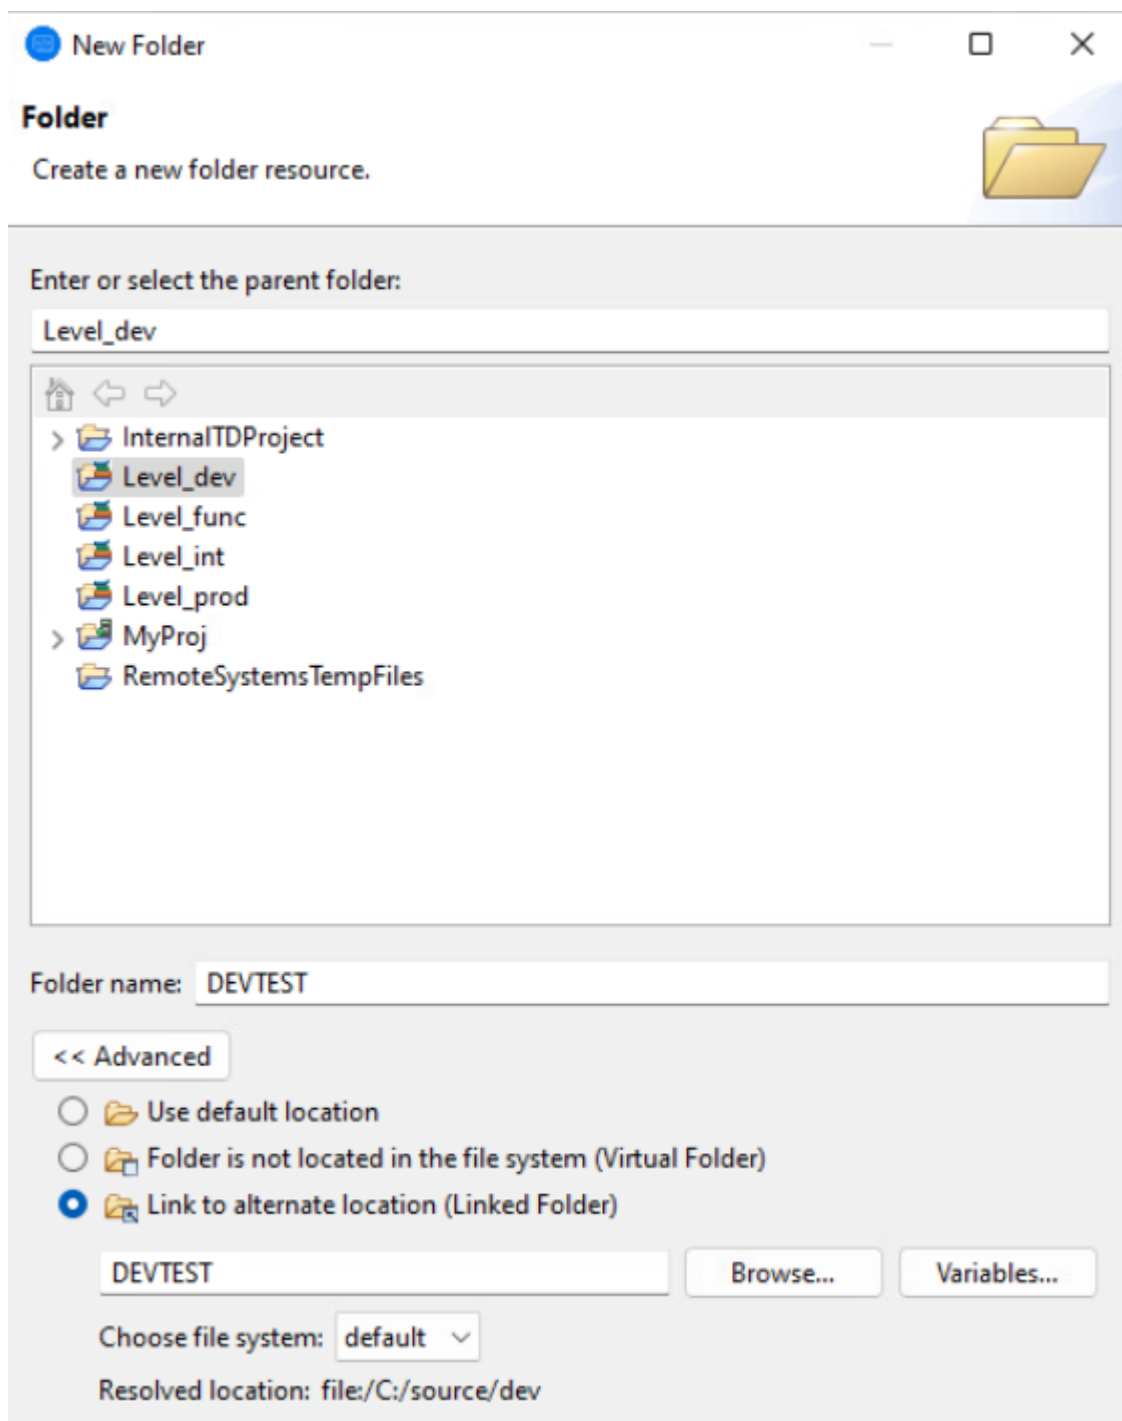 New Folder
Folder
Create a new folder resource.
Enter or select the parent folder:
Level_dev
InternalTDProject
Level_dev
Level_func
Level_int
Level_prod
MyProj
RemoteSystemsTempFiles
Folder name: DEVTEST
<< Advanced
Use default location
Folder is not located in the file system (Virtual Folder)
Link to alternate location (Linked Folder)
DEVTEST Browse... Variables...
Choose file system: default
Resolved location: file:/C:/source/dev